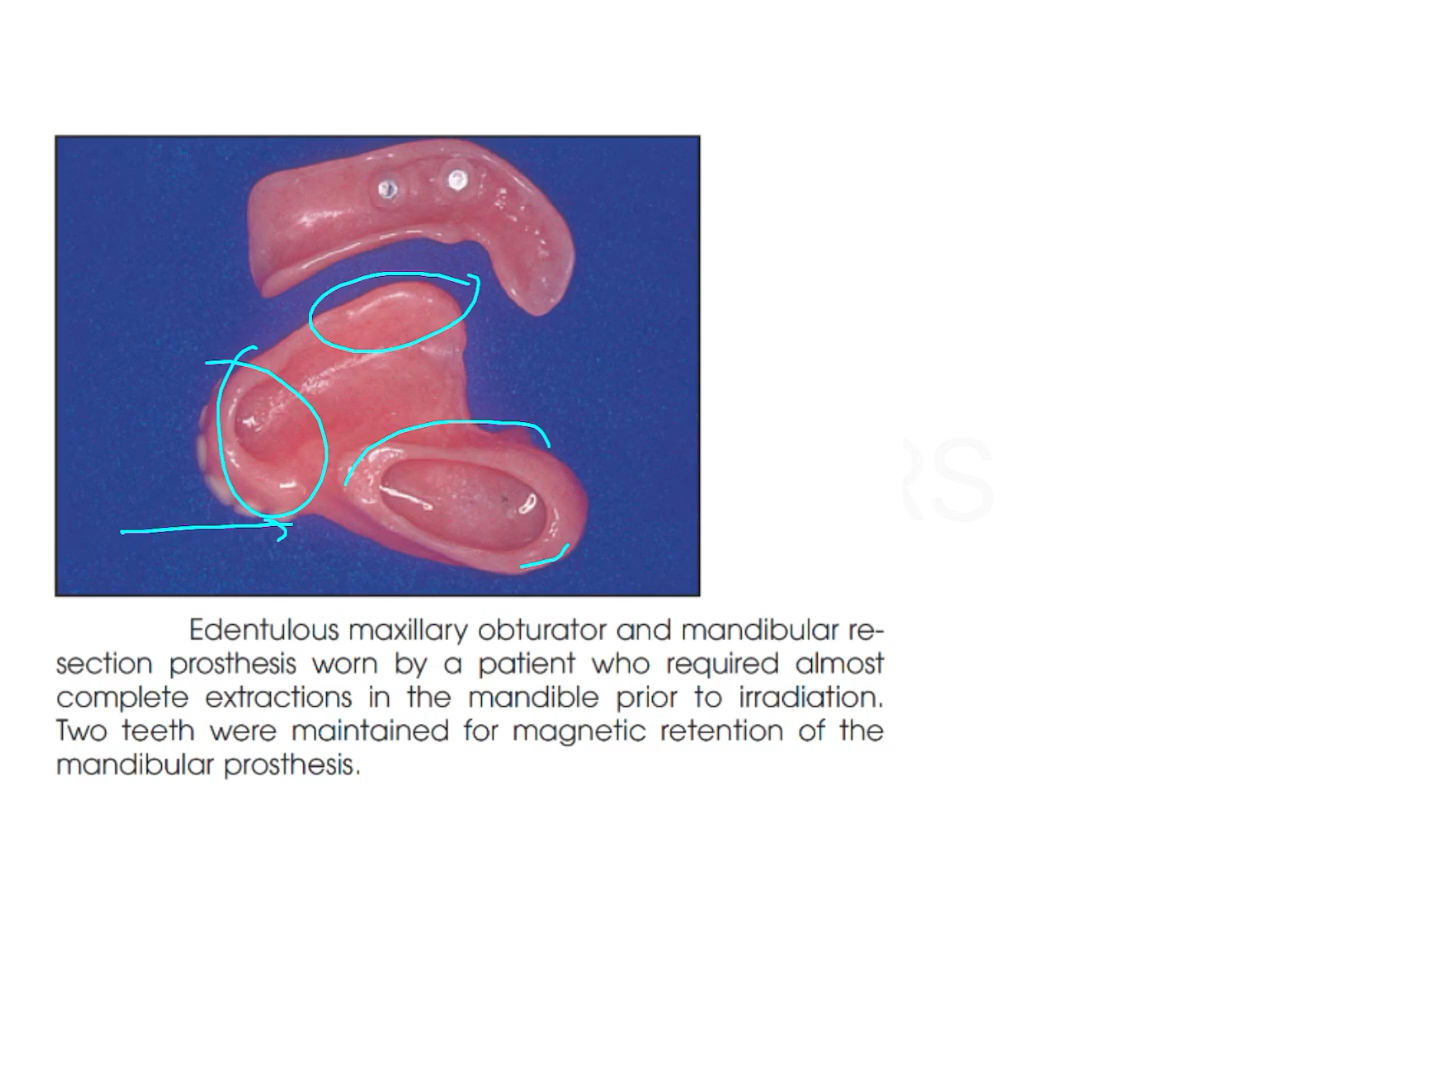 Edentulous maxillary obturator and mandibular re-
section prosthesis worn by a patient who required almost
complete extractions in the mandible prior to irradiation.
Two teeth were maintained for magnetic retention of the
mandibular prosthesis.
RS